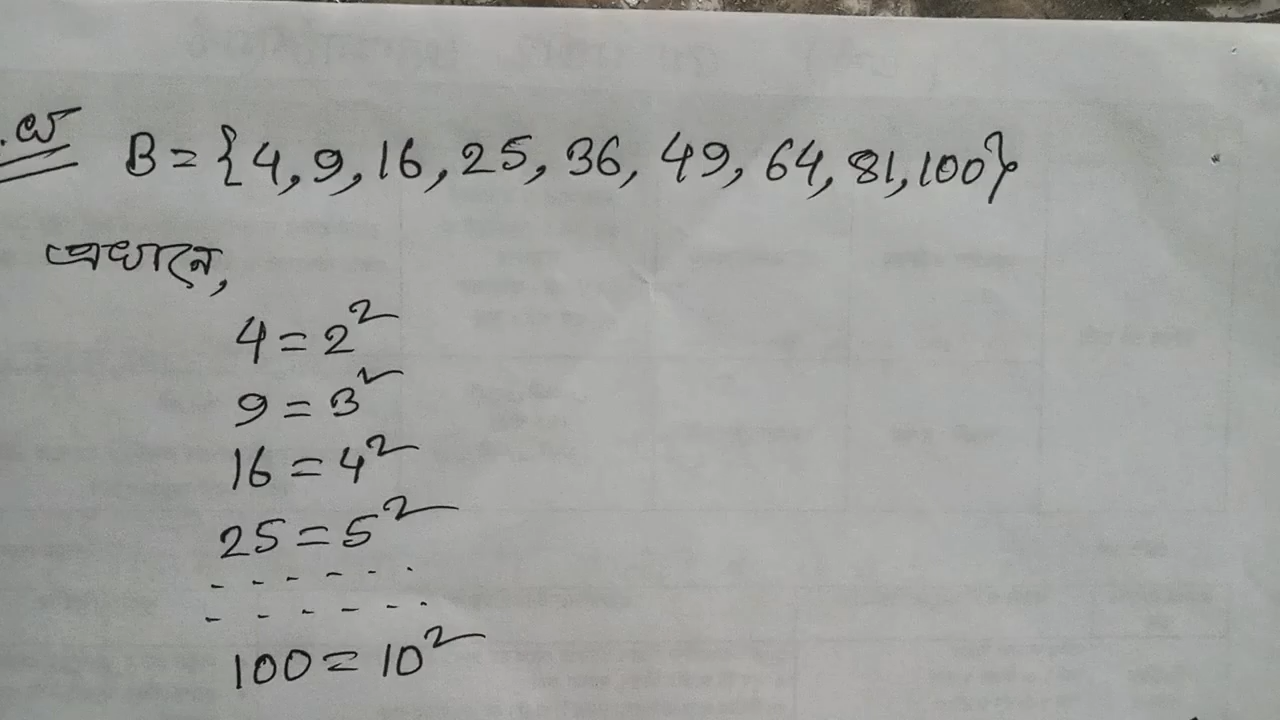 B = {4, 9, 16, 25, 36, 49, 64, 81, 100}
এখানে,
4 = 2²
9 = 3²
16 = 4²
25 = 5²
- - - - - -
- - - - - -
100 = 10²